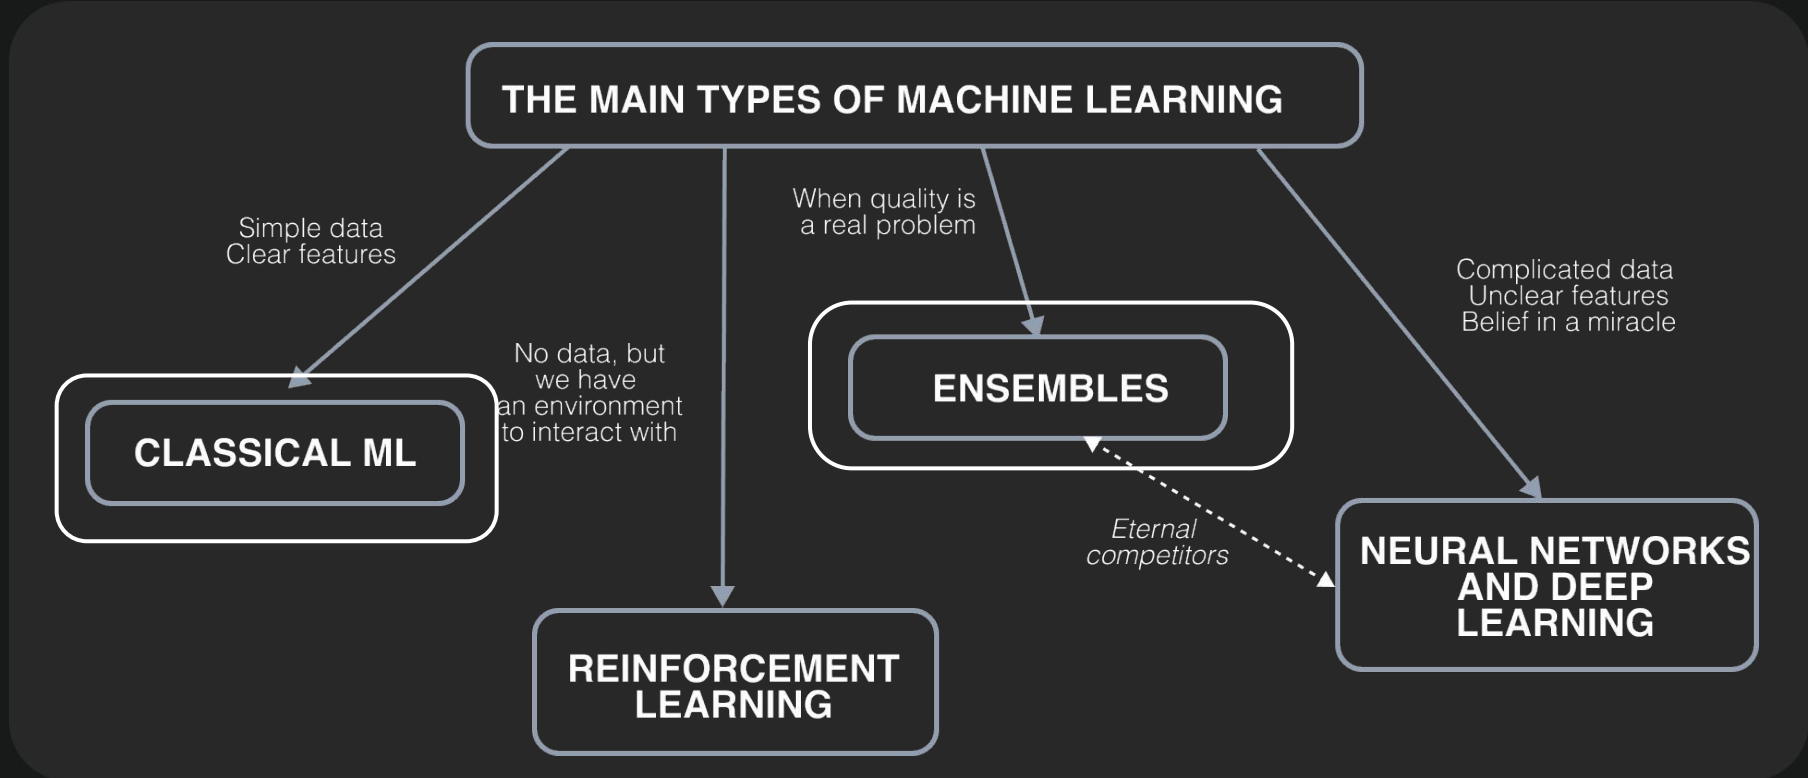 THE MAIN TYPES OF MACHINE LEARNING
Simple data
Clear features
No data, but
we have
an environment
to interact with
When quality is
a real problem
Complicated data
Unclear features
Belief in a miracle
CLASSICAL ML
ENSEMBLES
Eternal
competitors
NEURAL NETWORKS
AND DEEP
LEARNING
REINFORCEMENT
LEARNING